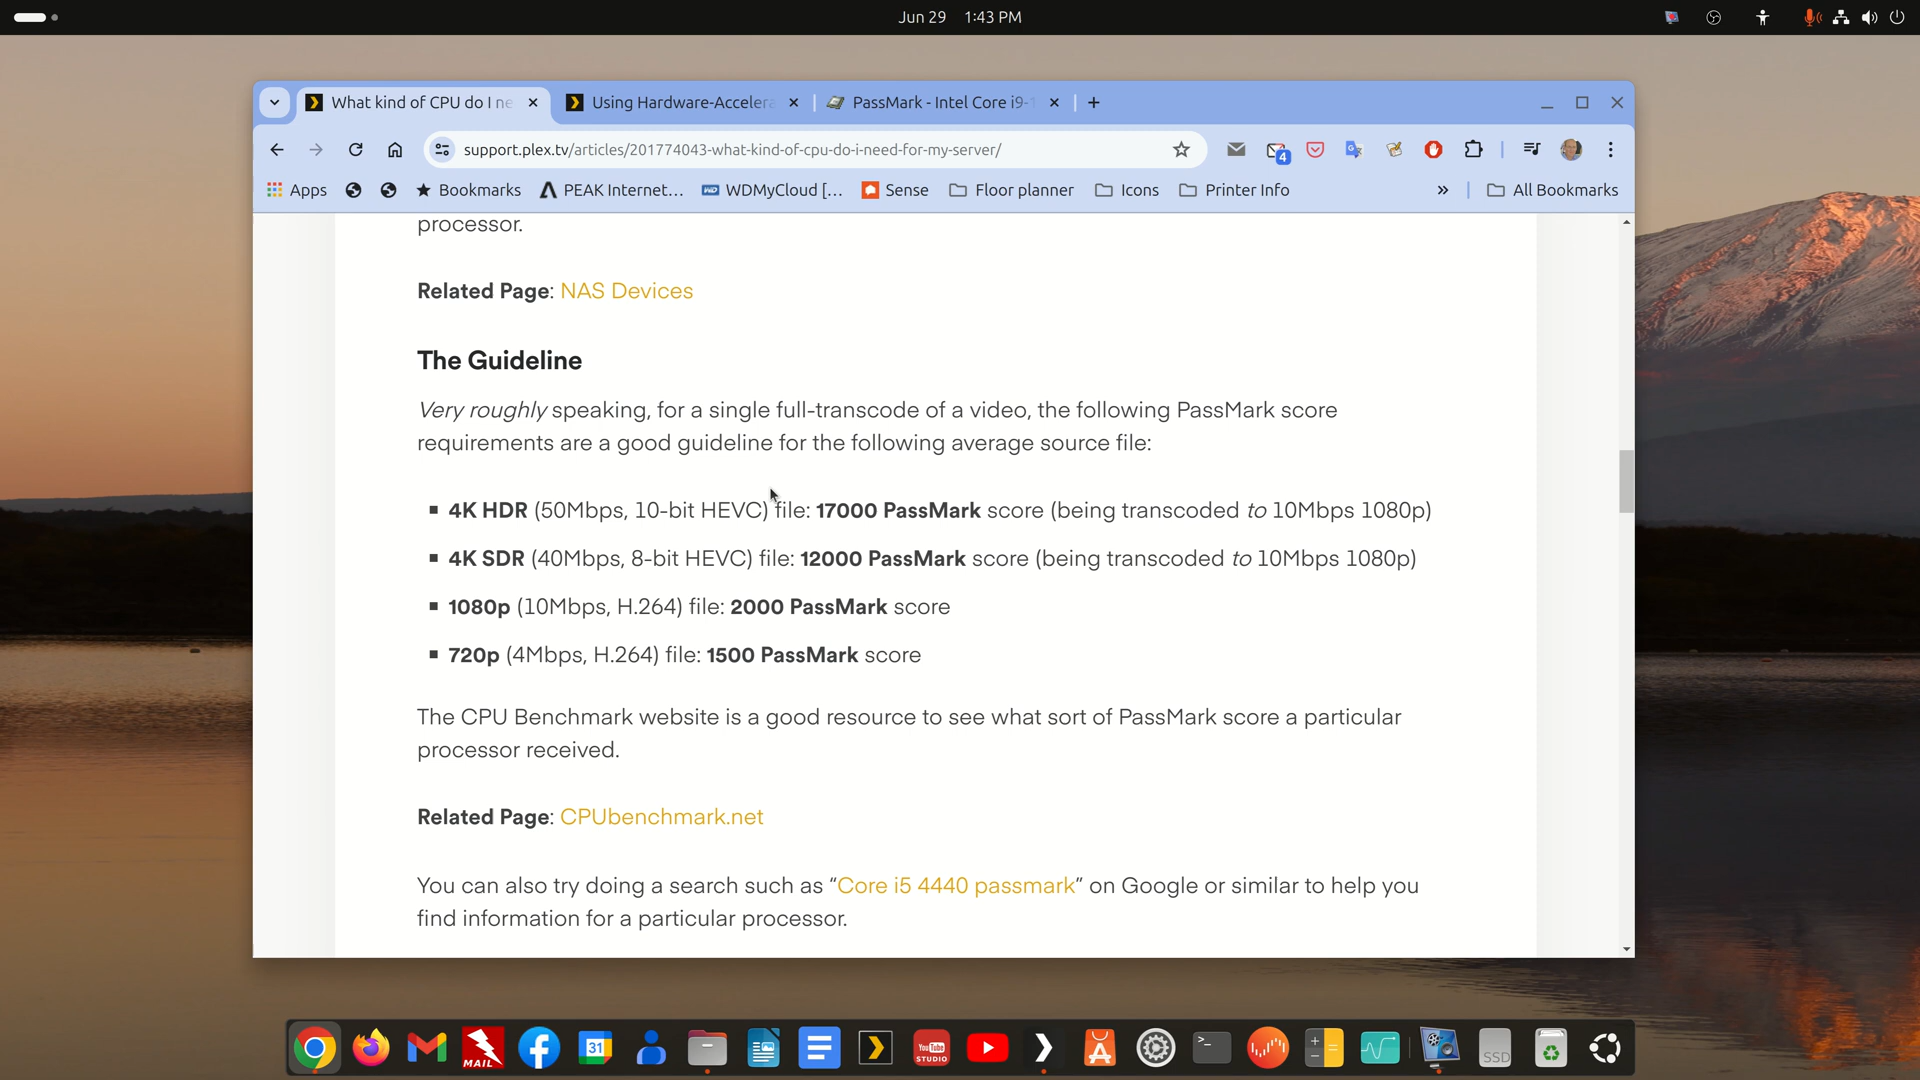 Jun 29 1:43 PM
What kind of CPU do I ne
Using Hardware-Accelera
PassMark - Intel Core i9-1
support.plex.tv/articles/201774043-what-kind-of-cpu-do-i-need-for-my-server/
4
Apps
Bookmarks
PEAK Internet...
WD
WDMyCloud [...
Sense
Floor planner
Icons
Printer Info
»
All Bookmarks
processor.
Related Page: NAS Devices
The Guideline
Very roughly speaking, for a single full-transcode of a video, the following PassMark score
requirements are a good guideline for the following average source file:
▪ 4K HDR (50Mbps, 10-bit HEVC) file: 17000 PassMark score (being transcoded to 10Mbps 1080p)
▪ 4K SDR (40Mbps, 8-bit HEVC) file: 12000 PassMark score (being transcoded to 10Mbps 1080p)
▪ 1080p (10Mbps, H.264) file: 2000 PassMark score
▪ 720p (4Mbps, H.264) file: 1500 PassMark score
The CPU Benchmark website is a good resource to see what sort of PassMark score a particular
processor received.
Related Page: CPUbenchmark.net
You can also try doing a search such as “Core i5 4440 passmark” on Google or similar to help you
find information for a particular processor.
MAIL
31
YouTube
STUDIO
SSD